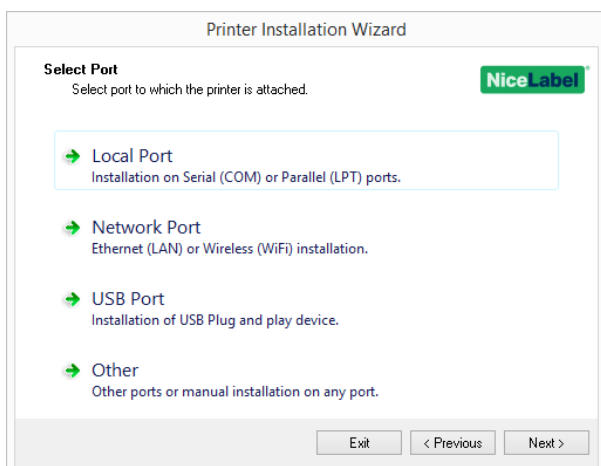 Printer Installation Wizard
Select Port
Select port to which the printer is attached.
NiceLabel
Local Port
Installation on Serial (COM) or Parallel (LPT) ports.
Network Port
Ethernet (LAN) or Wireless (WiFi) installation.
USB Port
Installation of USB Plug and play device.
Other
Other ports or manual installation on any port.
Exit < Previous Next >